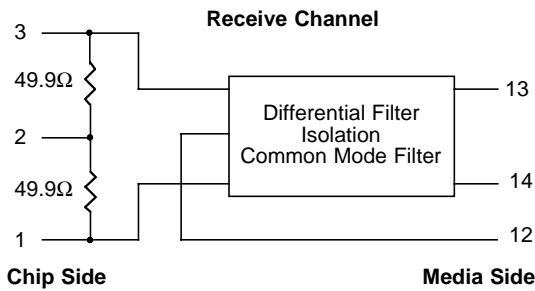 Receive Channel
3
49.9Ω
2
49.9Ω
1
Differential Filter
Isolation
Common Mode Filter
13
14
12
Chip Side
Media Side